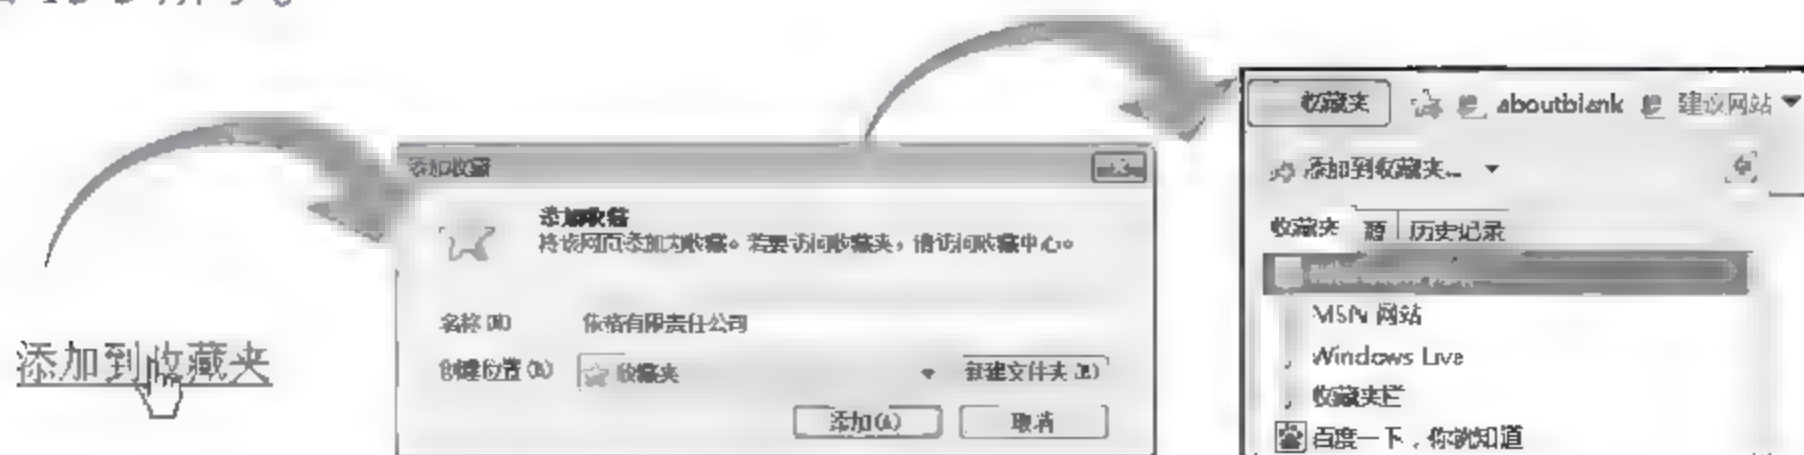 添加到收藏夹
添加收藏
添加收藏
将该网页添加为收藏。若要访问收藏夹，请访问收藏中心。
名称(N)
依格有限责任公司
创建位置(R)
收藏夹
新建文件夹(E)
添加(A)
取消
收藏夹
aboutblank
建议网站
添加到收藏夹...
收藏夹
源
历史记录
MSN 网站
Windows Live
收藏夹栏
百度一下，你就知道